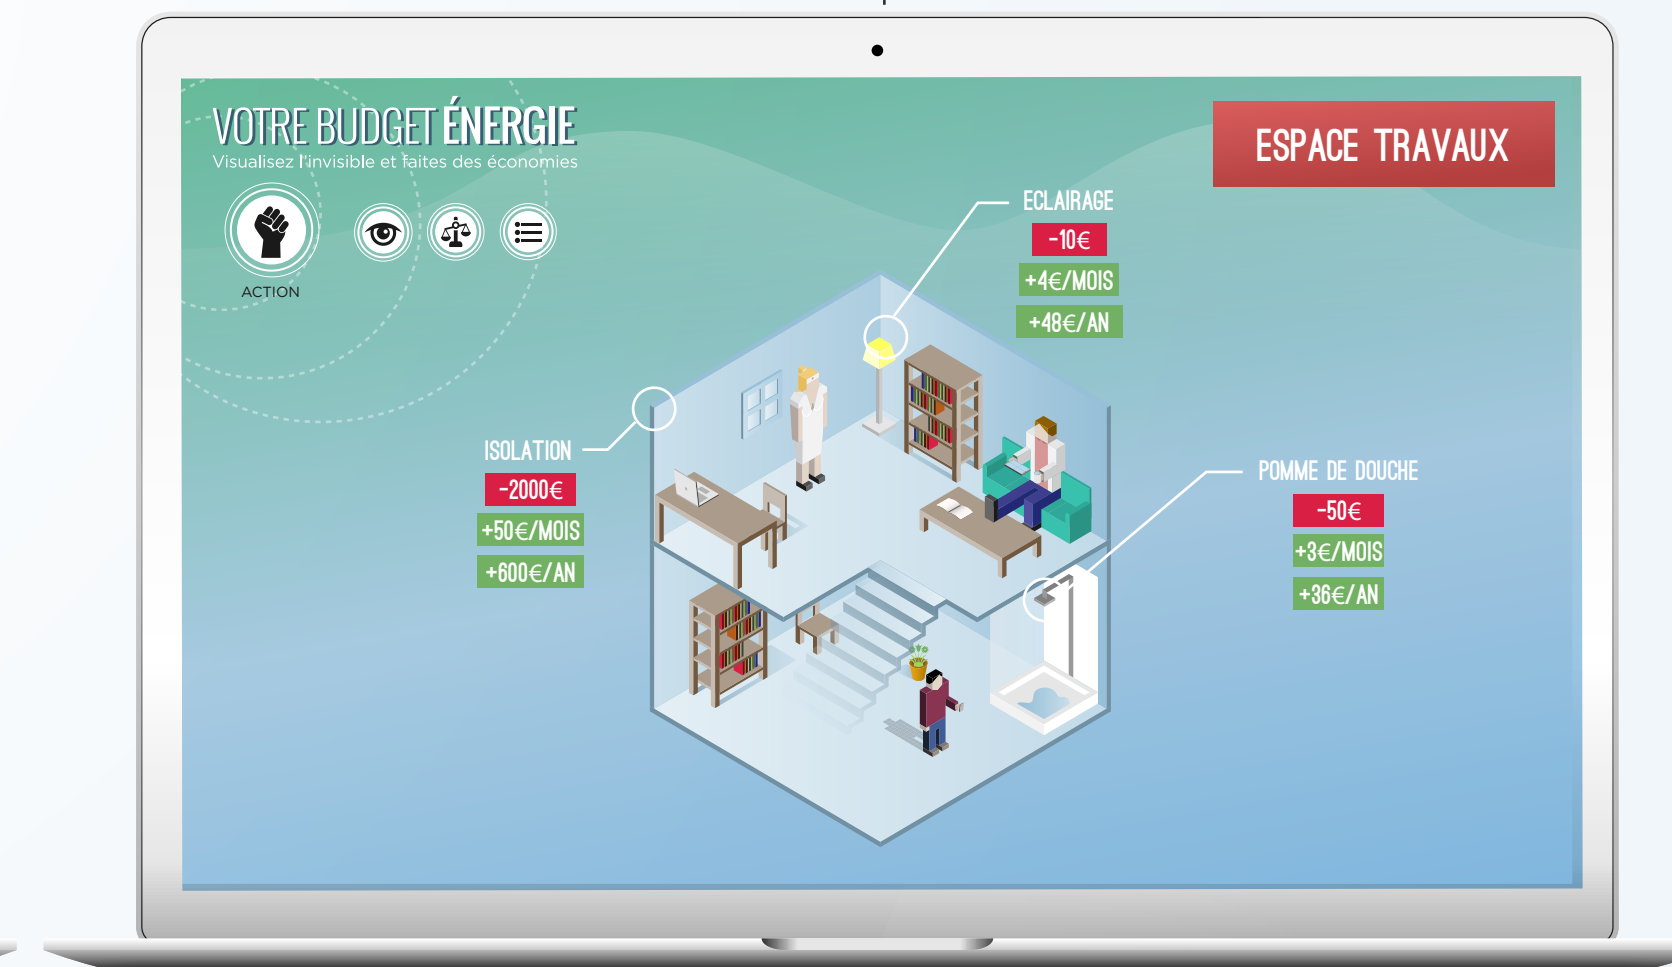 VOTRE BUDGET ÉNERGIE
Visualisez l'invisible et faites des économies
ACTION
ESPACE TRAVAUX
ECLAIRAGE
-10€
+4€/MOIS
+48€/AN
ISOLATION
-2000€
+50€/MOIS
+600€/AN
POMME DE DOUCHE
-50€
+3€/MOIS
+36€/AN